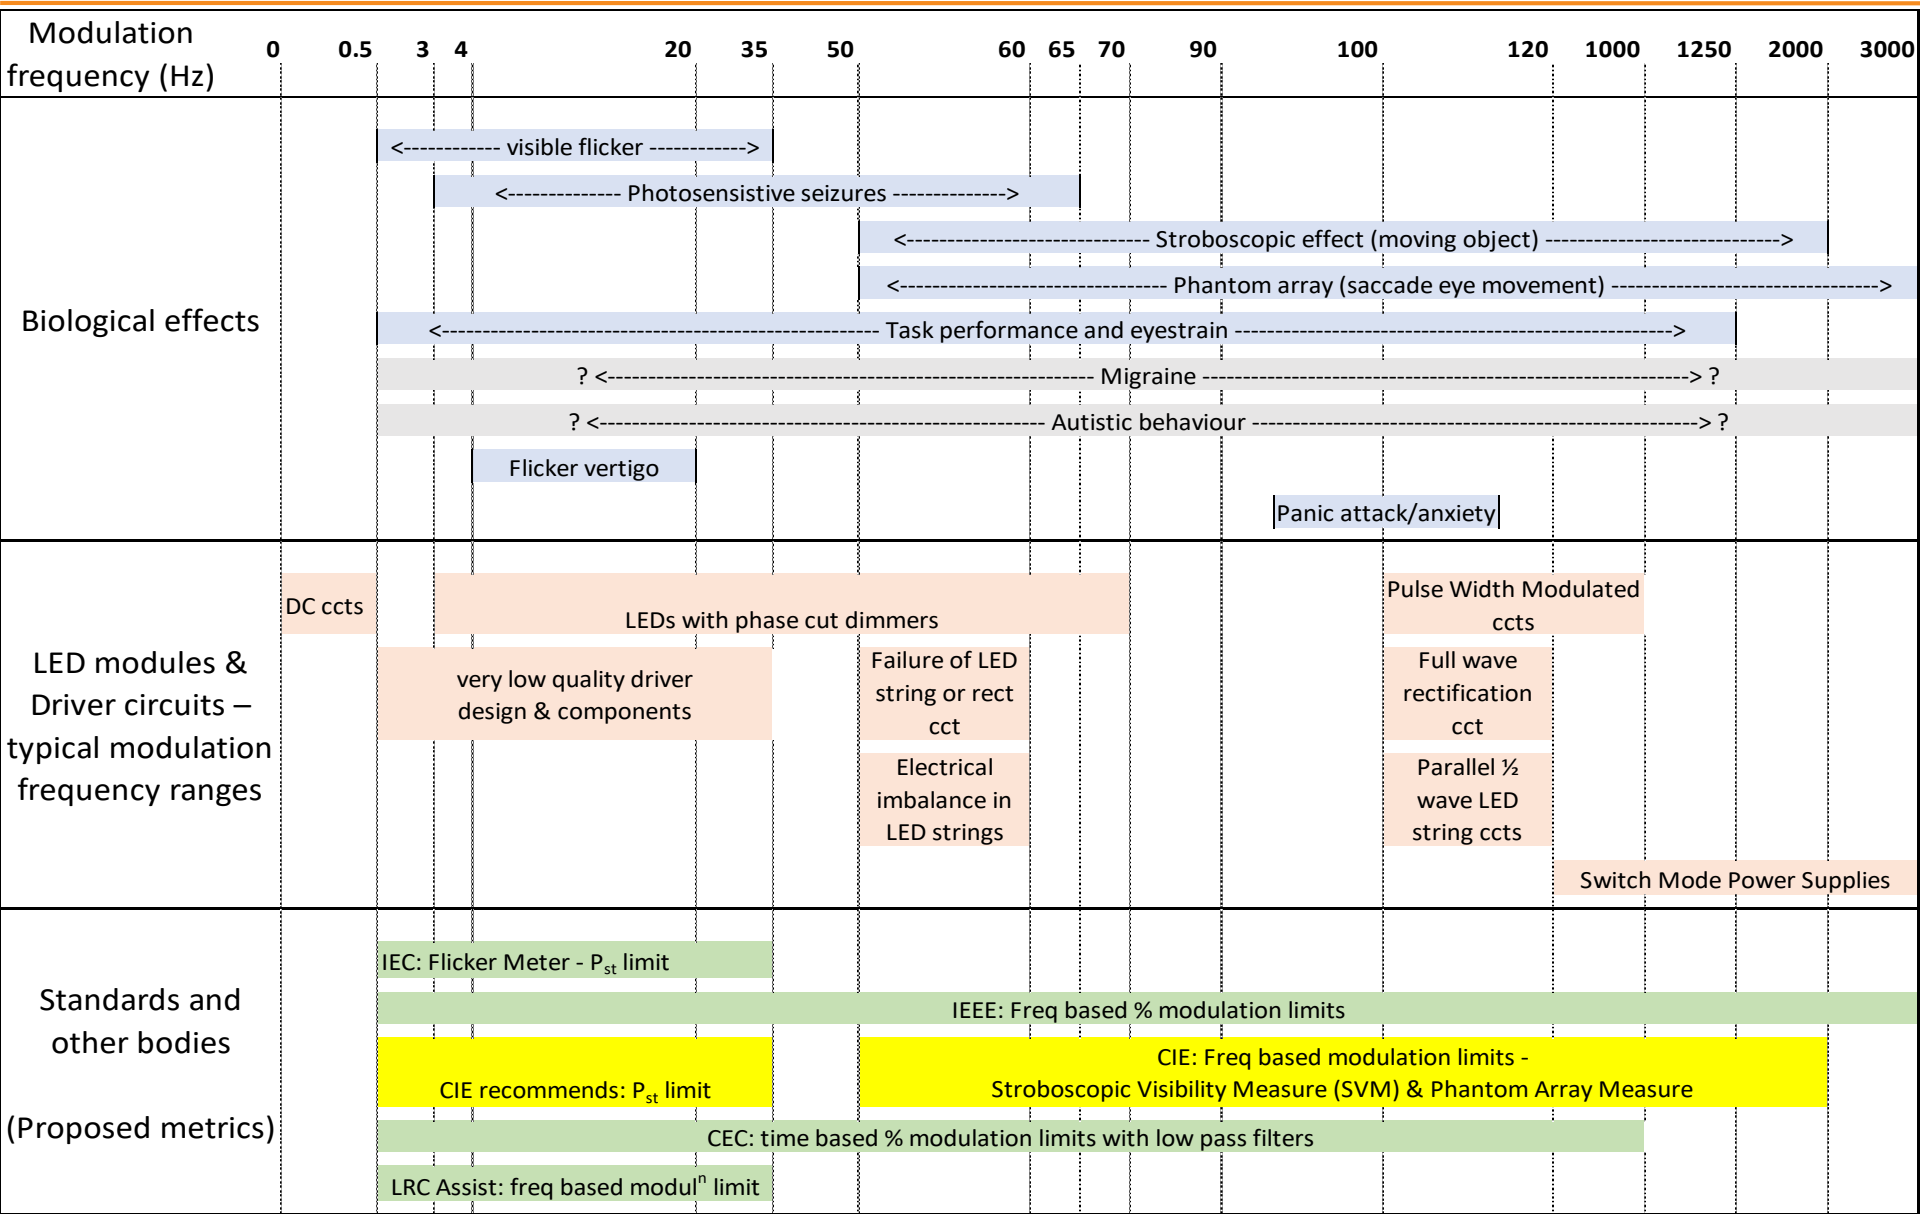 Modulation
frequency (Hz)
0 0.5 3 4 20 35 50 60 65 70 90 100 120 1000 1250 2000 3000
Biological effects
<------------ visible flicker ------------>
<-------------- Photosensistive seizures -------------->
<------------------------------ Stroboscopic effect (moving object) ----------------------------->
<---------------------------------- Phantom array (saccade eye movement) --------------------------------->
<------------------------------------------------------ Task performance and eyestrain ------------------------------------------------------>
? <------------------------------------------------------------ Migraine ------------------------------------------------------------> ?
? <-------------------------------------------------------- Autistic behaviour --------------------------------------------------------> ?
Flicker vertigo
Panic attack/anxiety
LED modules &
Driver circuits –
typical modulation
frequency ranges
DC ccts
LEDs with phase cut dimmers
Pulse Width Modulated
ccts
very low quality driver
design & components
Failure of LED
string or rect
cct
Full wave
rectification
cct
Electrical
imbalance in
LED strings
Parallel ½
wave LED
string ccts
Switch Mode Power Supplies
Standards and
other bodies
(Proposed metrics)
IEC: Flicker Meter - Pst limit
IEEE: Freq based % modulation limits
CIE recommends: Pst limit
CIE: Freq based modulation limits -
Stroboscopic Visibility Measure (SVM) & Phantom Array Measure
CEC: time based % modulation limits with low pass filters
LRC Assist: freq based modulⁿ limit